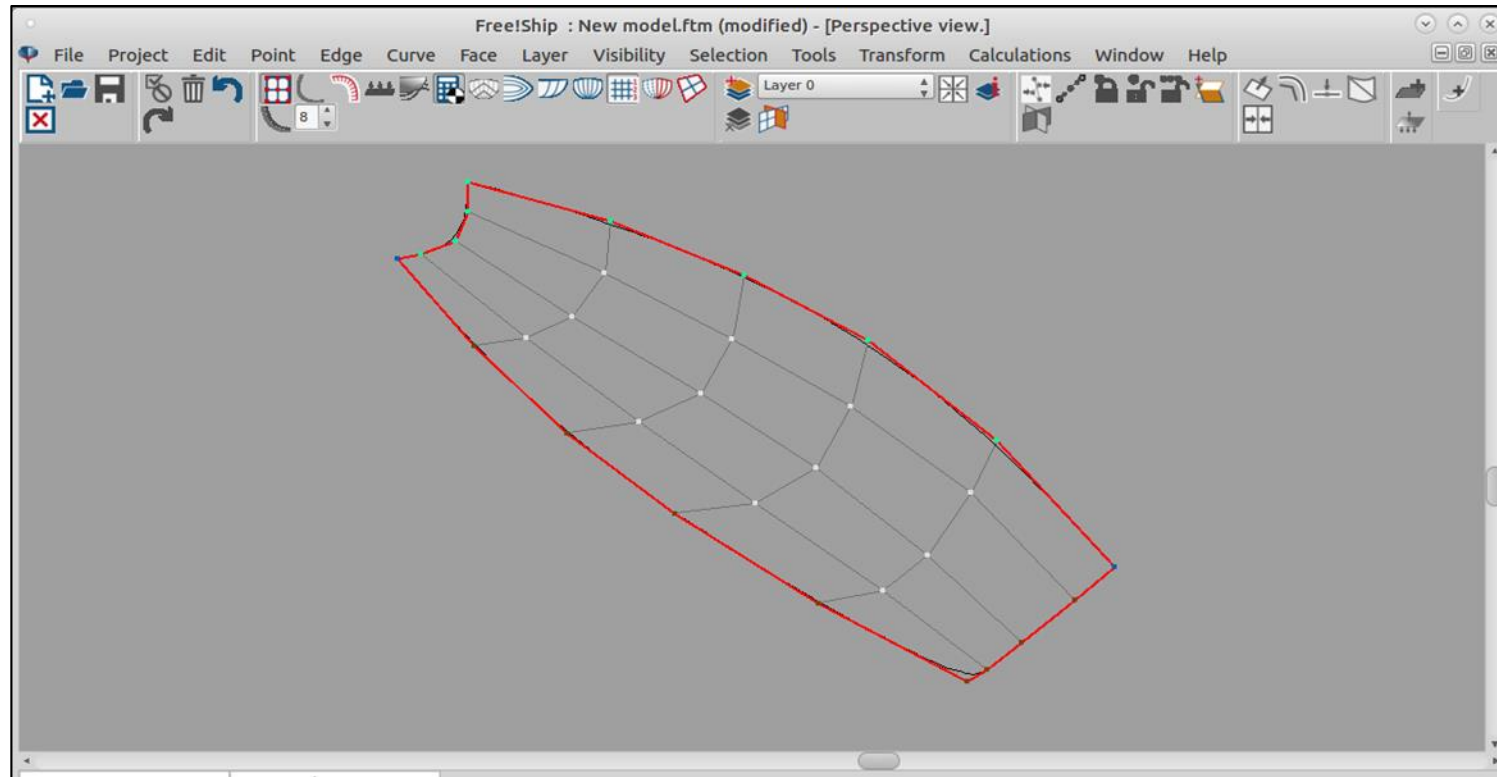 Free!Ship : New model.ftm (modified) - [Perspective view.]
File Project Edit Point Edge Curve Face Layer Visibility Selection Tools Transform Calculations Window Help
Layer 0
8